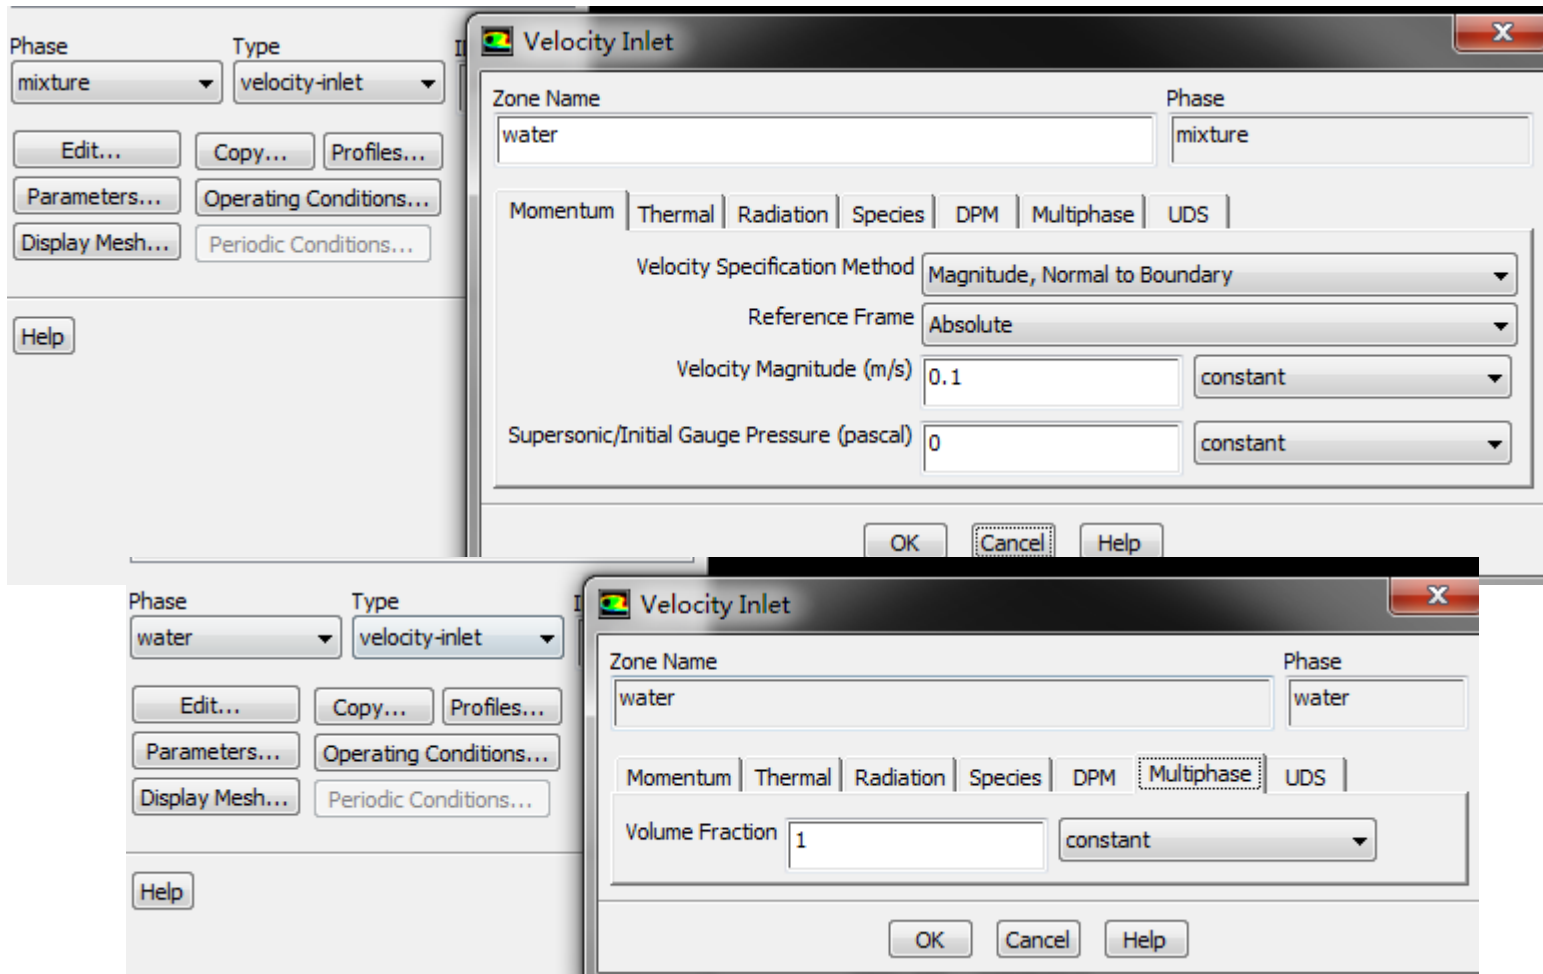 Phase Type
mixture velocity-inlet
Edit... Copy... Profiles...
Parameters... Operating Conditions...
Display Mesh... Periodic Conditions...
Help
Velocity Inlet
Zone Name Phase
water mixture
Momentum Thermal Radiation Species DPM Multiphase UDS
Velocity Specification Method Magnitude, Normal to Boundary
Reference Frame Absolute
Velocity Magnitude (m/s) 0.1 constant
Supersonic/Initial Gauge Pressure (pascal) 0 constant
OK Cancel Help
Phase Type
water velocity-inlet
Edit... Copy... Profiles...
Parameters... Operating Conditions...
Display Mesh... Periodic Conditions...
Help
Velocity Inlet
Zone Name Phase
water water
Momentum Thermal Radiation Species DPM Multiphase UDS
Volume Fraction 1 constant
OK Cancel Help